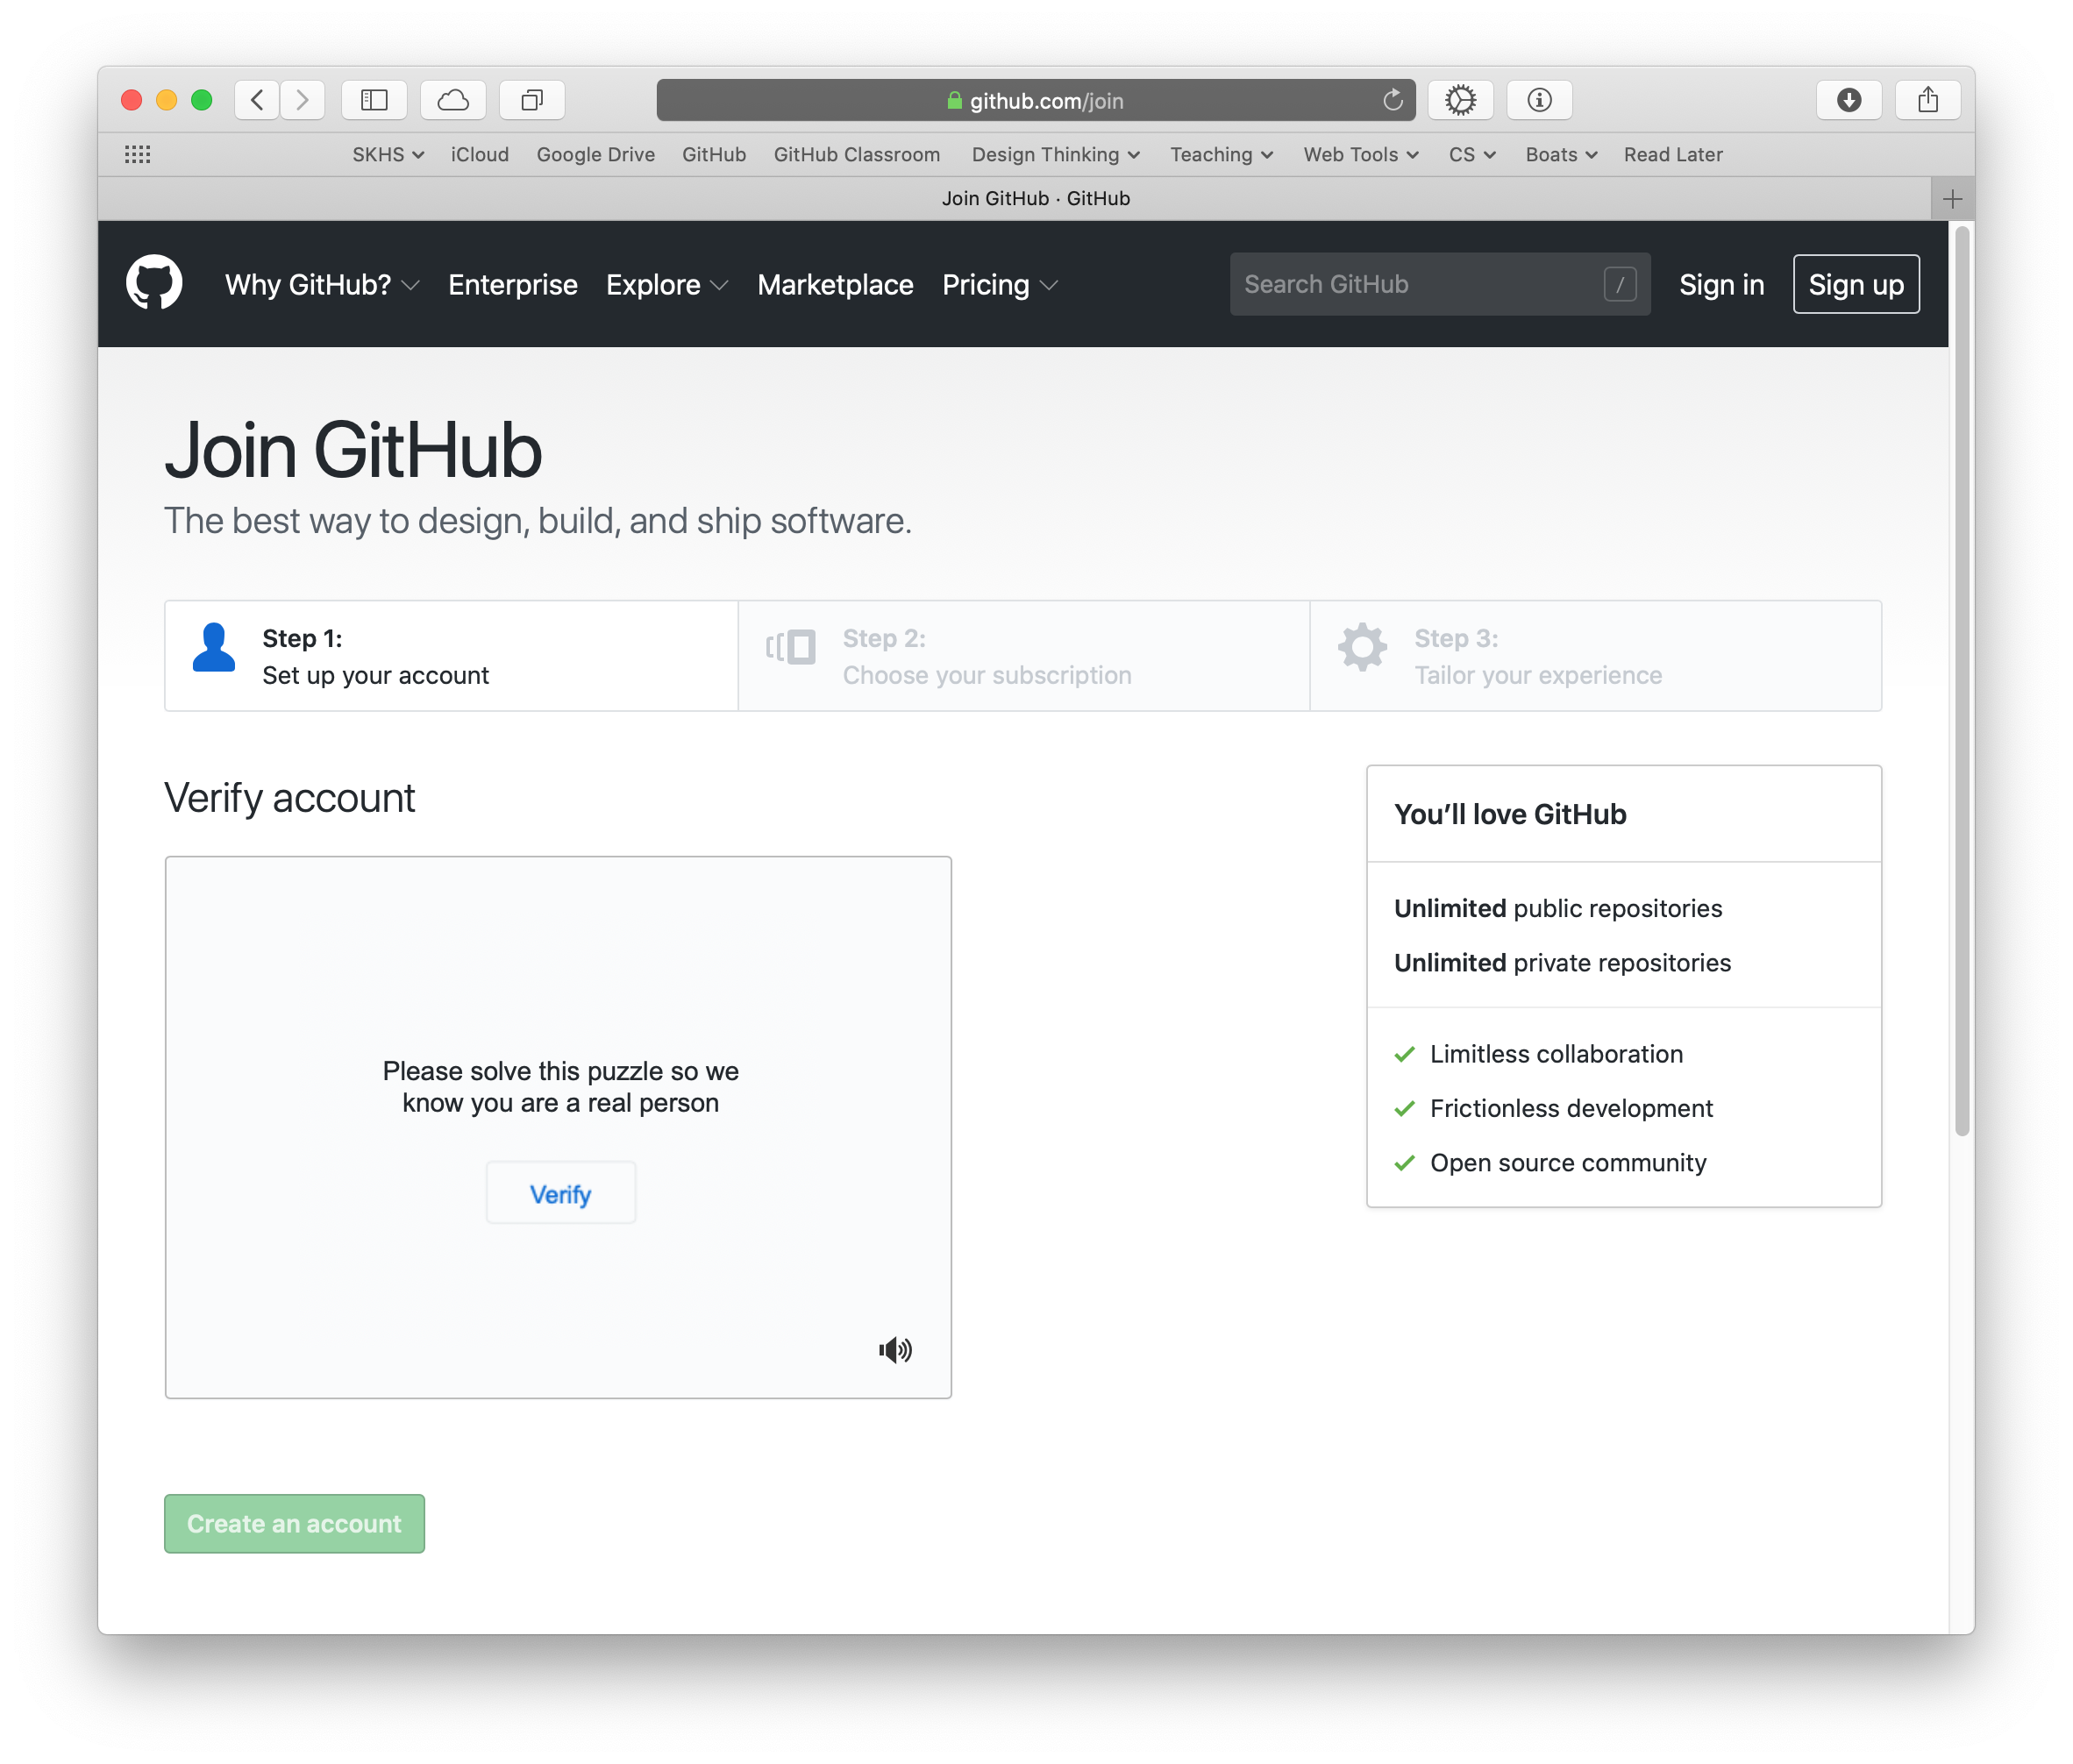 github.com/join
SKHS iCloud Google Drive GitHub GitHub Classroom Design Thinking Teaching Web Tools CS Boats Read Later
Join GitHub · GitHub
Why GitHub? Enterprise Explore Marketplace Pricing Search GitHub / Sign in Sign up
Join GitHub
The best way to design, build, and ship software.
Step 1:
Set up your account
Step 2:
Choose your subscription
Step 3:
Tailor your experience
Verify account
Please solve this puzzle so we
know you are a real person
Verify
Create an account
You’ll love GitHub
Unlimited public repositories
Unlimited private repositories
Limitless collaboration
Frictionless development
Open source community